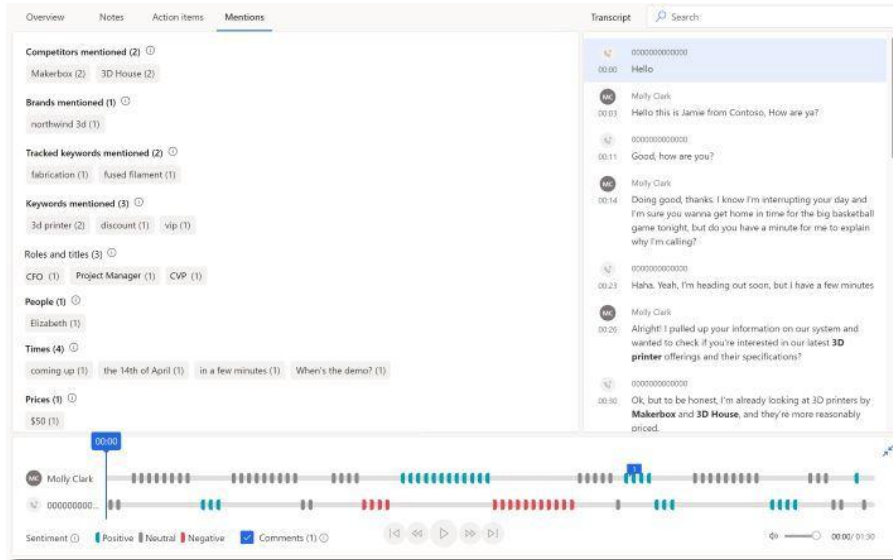 Overview Notes Action items Mentions
Competitors mentioned (2)
Makerbox (2) 3D House (2)
Brands mentioned (1)
northwind 3d (1)
Tracked keywords mentioned (2)
fabrication (1) fused filament (1)
Keywords mentioned (3)
3d printer (2) discount (1) vip (1)
Roles and titles (3)
CFO (1) Project Manager (1) CVP (1)
People (1)
Elizabeth (1)
Times (4)
coming up (1) the 14th of April (1) in a few minutes (1) When's the demo? (1)
Prices (1)
$50 (1)
Transcript Search
000000000000
00:00 Hello
MC Molly Clark
00:03 Hello this is Jamie from Contoso, How are ya?
000000000000
00:11 Good, how are you?
MC Molly Clark
00:14 Doing good, thanks. I know I'm interrupting your day and
I'm sure you wanna get home in time for the big basketball
game tonight, but do you have a minute for me to explain
why I'm calling?
000000000000
00:23 Haha. Yeah, I'm heading out soon, but I have a few minutes
MC Molly Clark
00:26 Alright! I pulled up your information on our system and
wanted to check if you're interested in our latest 3D
printer offerings and their specifications?
000000000000
00:30 Ok, but to be honest, I'm already looking at 3D printers by
Makerbox and 3D House, and they're more reasonably
priced.
00:00
1
MC Molly Clark
000000000...
Sentiment Positive Neutral Negative Comments (1) 00:00/ 01:30